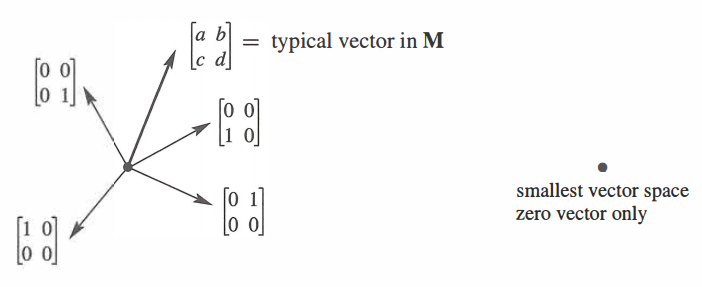 [a b] = typical vector in M
[c d]
[0 0]
[0 1]
[0 0]
[1 0]
[0 1]
[0 0]
[1 0]
[0 0]
smallest vector space
zero vector only